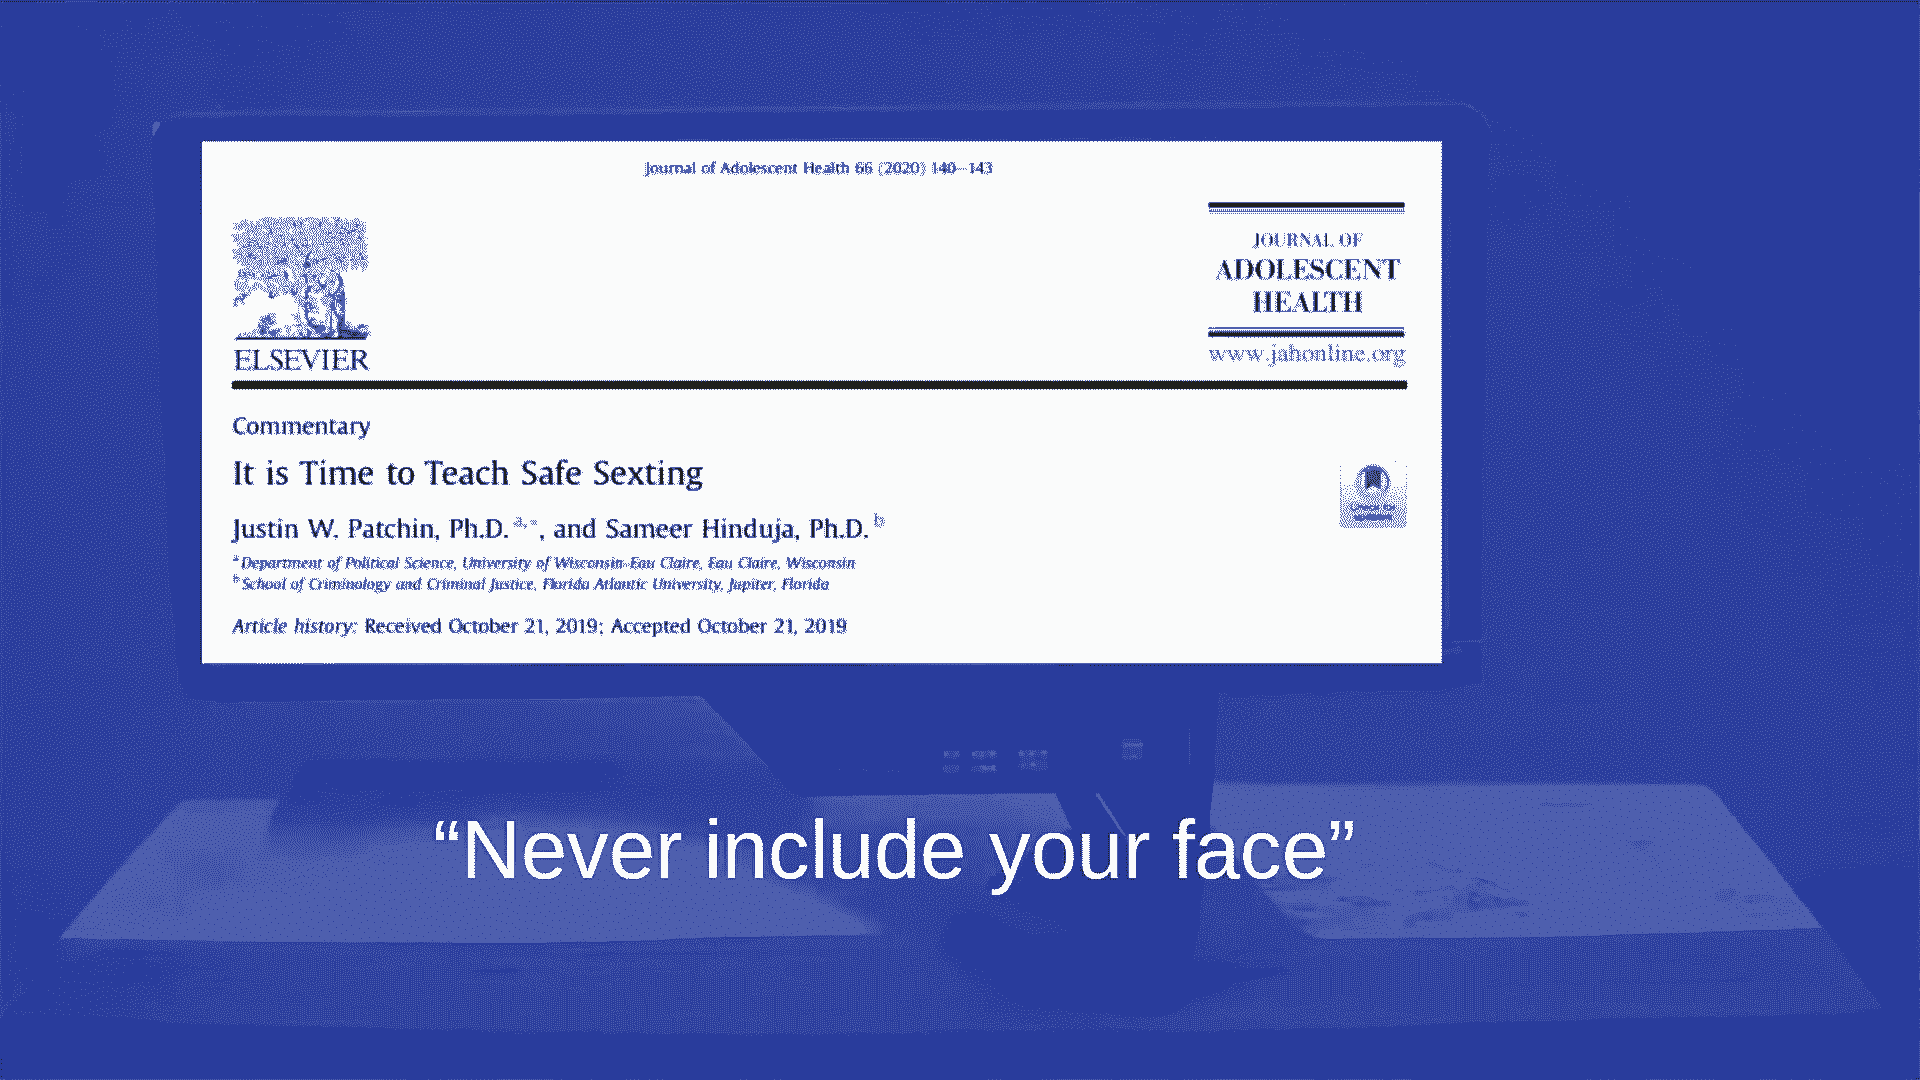 Journal of Adolescent Health 66 (2020) 140–143
JOURNAL OF
ADOLESCENT
HEALTH
ELSEVIER
www.jahonline.org
Commentary
It is Time to Teach Safe Sexting
Justin W. Patchin, Ph.D. a,*, and Sameer Hinduja, Ph.D. b
a Department of Political Science, University of Wisconsin-Eau Claire, Eau Claire, Wisconsin
b School of Criminology and Criminal Justice, Florida Atlantic University, Jupiter, Florida
Article history: Received October 21, 2019; Accepted October 21, 2019
“Never include your face”